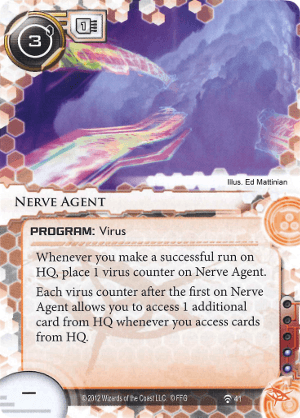 3
1
Illus. Ed Mattinian
NERVE AGENT
PROGRAM: Virus
Whenever you make a successful run on
HQ, place 1 virus counter on Nerve Agent.
Each virus counter after the first on Nerve
Agent allows you to access 1 additional
card from HQ whenever you access cards
from HQ.
–
©2012 Wizards of the Coast LLC. © FFG 41